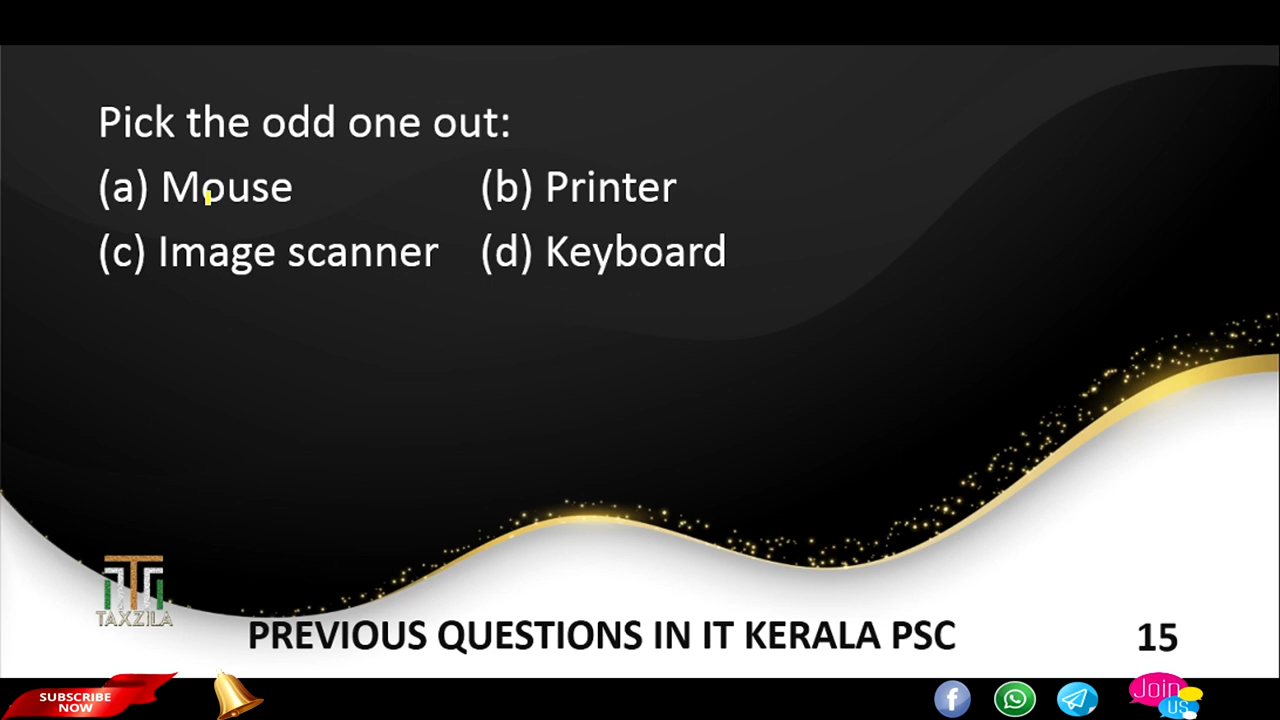 Pick the odd one out:
(a) Mouse (b) Printer
(c) Image scanner (d) Keyboard
TAXZILA
PREVIOUS QUESTIONS IN IT KERALA PSC 15
SUBSCRIBE
NOW
Join
us